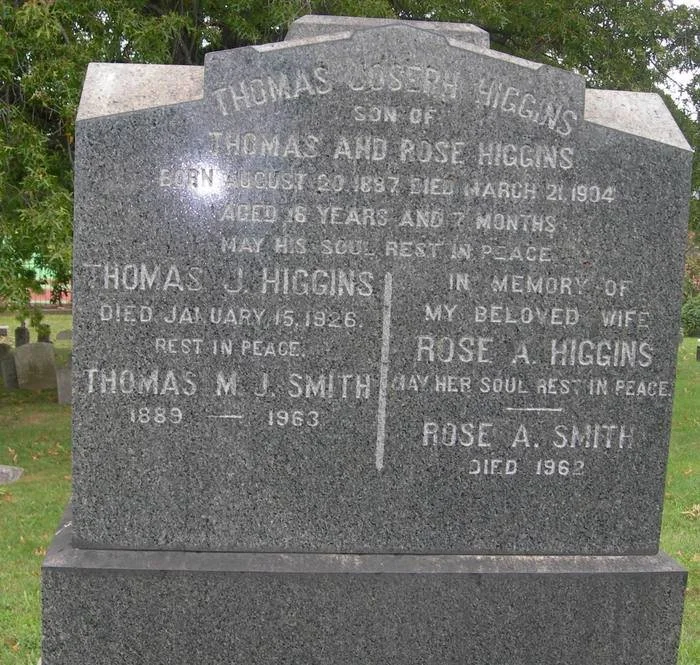 THOMAS JOSEPH HIGGINS
SON OF
THOMAS AND ROSE HIGGINS
BORN AUGUST 20 1887 DIED MARCH 21, 1904
AGED 16 YEARS AND 7 MONTHS
MAY HIS SOUL REST IN PEACE
THOMAS J. HIGGINS
DIED JANUARY, 15, 1926.
REST IN PEACE.
THOMAS M. J. SMITH
1889 — 1963
IN MEMORY OF
MY BELOVED WIFE
ROSE A. HIGGINS
MAY HER SOUL REST IN PEACE.
ROSE A. SMITH
DIED 1962